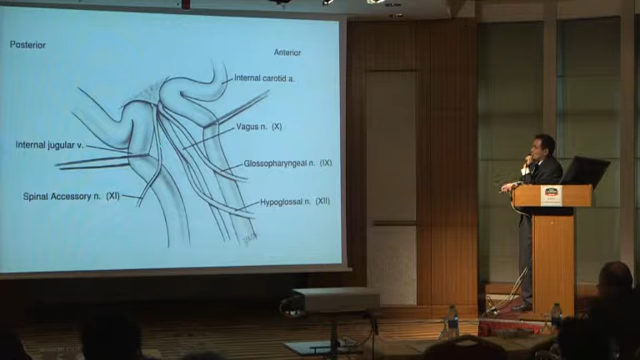 Posterior
Anterior
Internal carotid a.
Vagus n. (X)
Internal jugular v.
Glossopharyngeal n. (IX)
Spinal Accessory n. (XI)
Hypoglossal n. (XII)